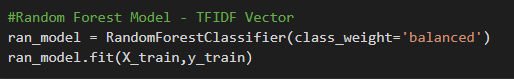 #Random Forest Model - TFIDF Vector
ran_model = RandomForestClassifier(class_weight='balanced')
ran_model.fit(X_train,y_train)